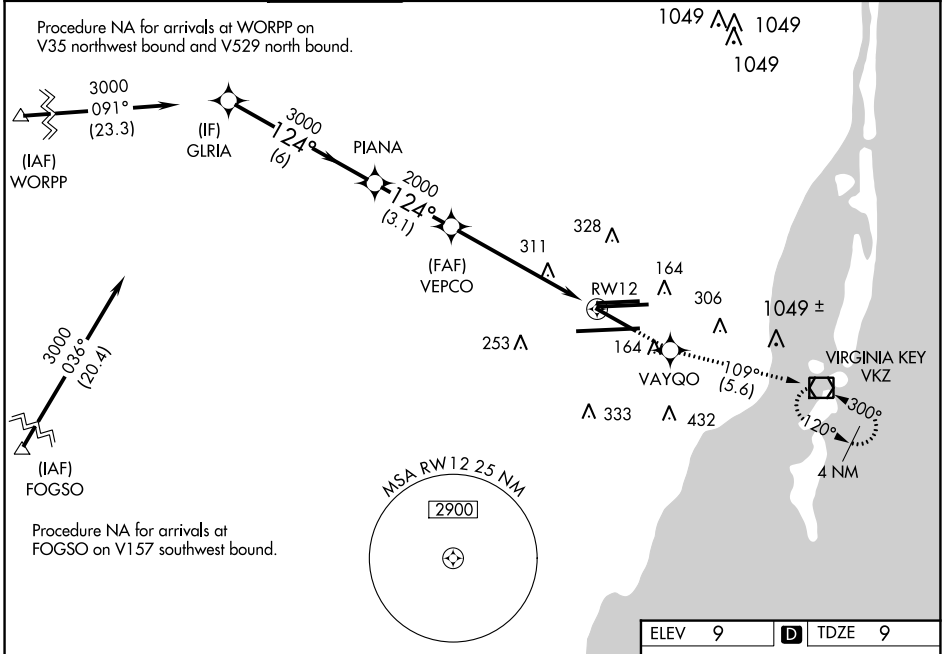 Procedure NA for arrivals at WORPP on
V35 northwest bound and V529 north bound.
1049
1049
1049
3000
091°
(23.3)
(IAF)
WORPP
(IF)
GLRIA
3000
124°
(6)
PIANA
2000
124°
(3.1)
(FAF)
VEPCO
311
328
164
RW12
306
1049 ±
253
164
VAYQO
109°
(5.6)
VIRGINIA KEY
VKZ
300°
120°
4 NM
333
432
3000
036°
(20.4)
(IAF)
FOGSO
MSA RW12 25 NM
2900
Procedure NA for arrivals at
FOGSO on V157 southwest bound.
ELEV 9 D TDZE 9